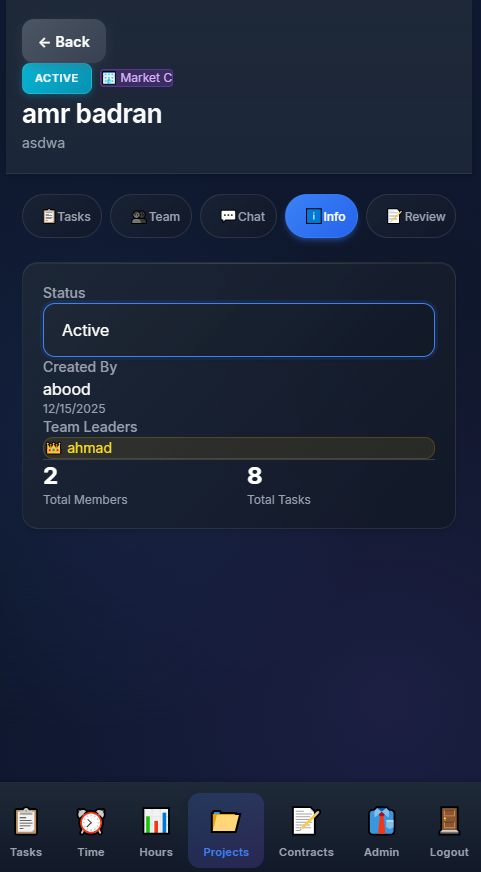 ← Back
ACTIVE Market C
amr badran
asdwa
Tasks Team Chat Info Review
Status
Active
Created By
abood
12/15/2025
Team Leaders
ahmad
2 8
Total Members Total Tasks
Tasks Time Hours Projects Contracts Admin Logout